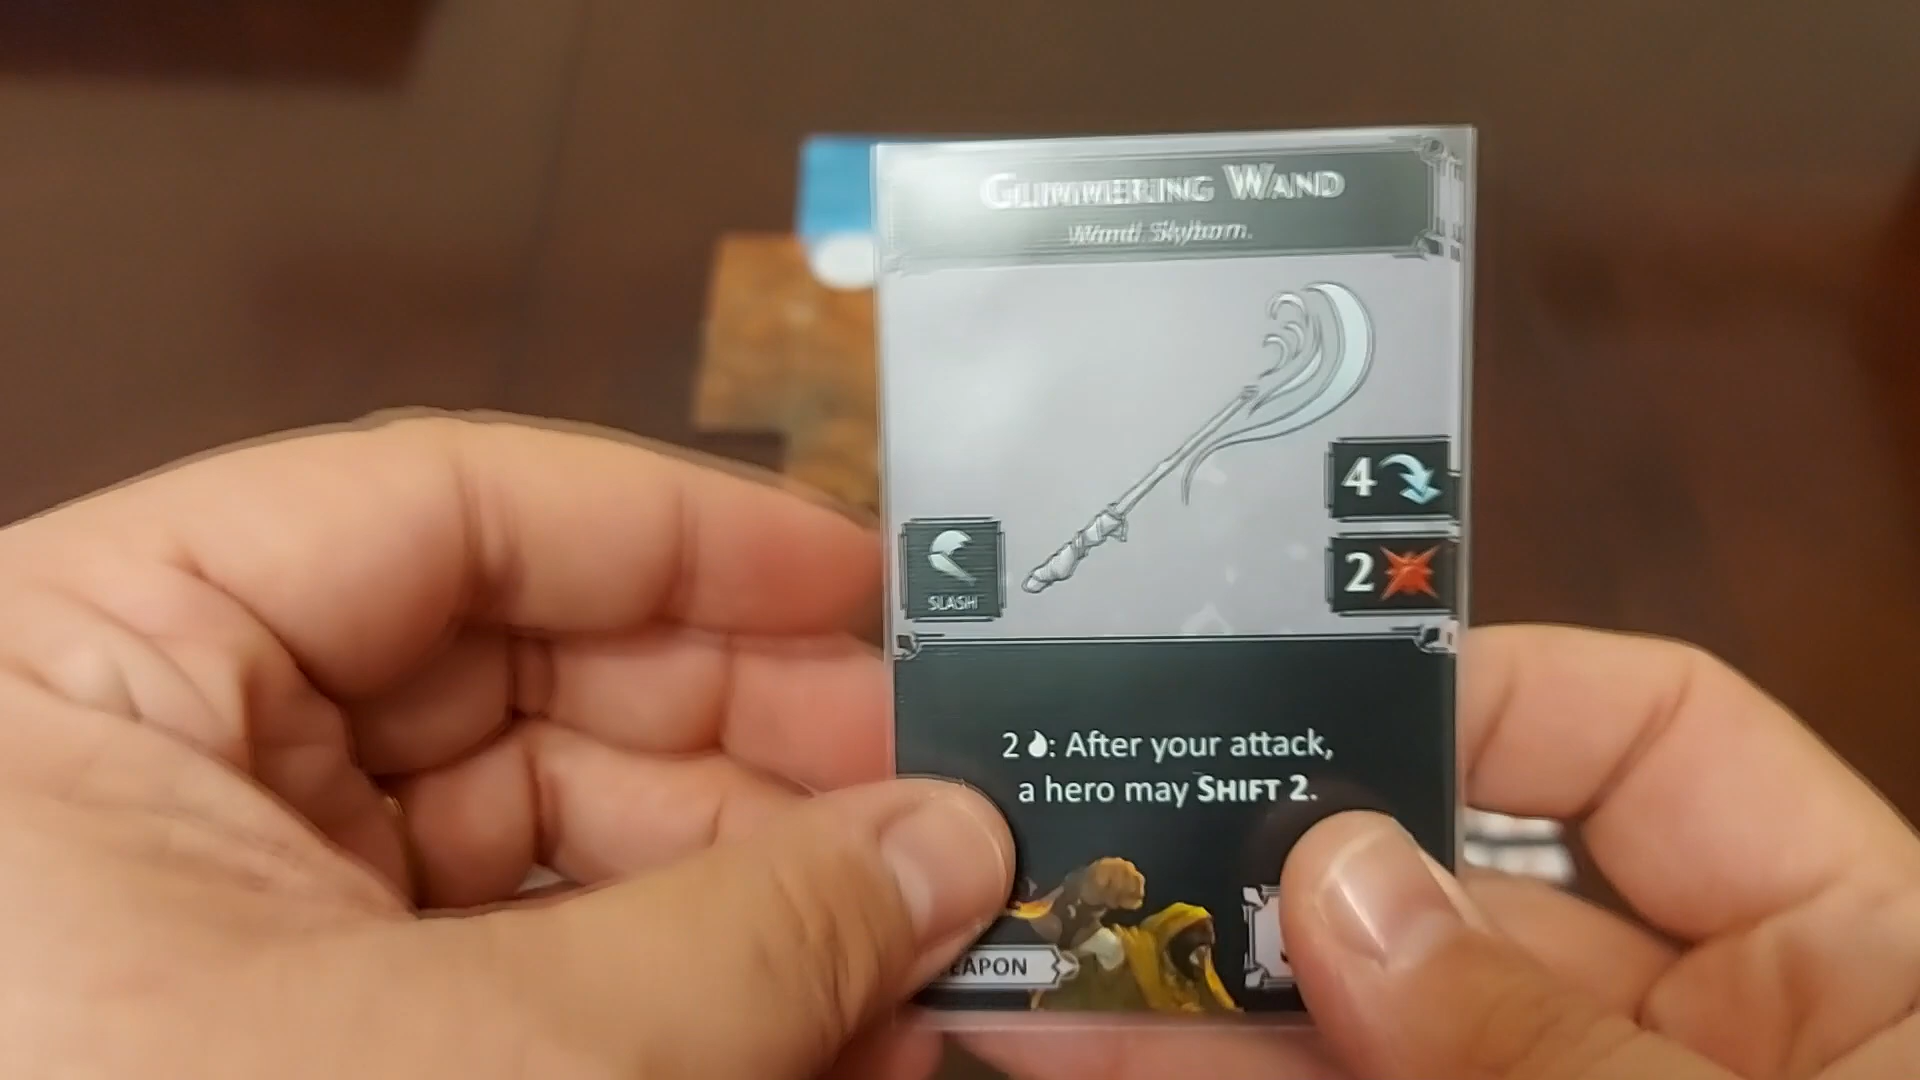 GLIMMERING WAND
Wand. Skyborn.
4
2
SLASH
2 : After your attack,
a hero may SHIFT 2.
EAPON